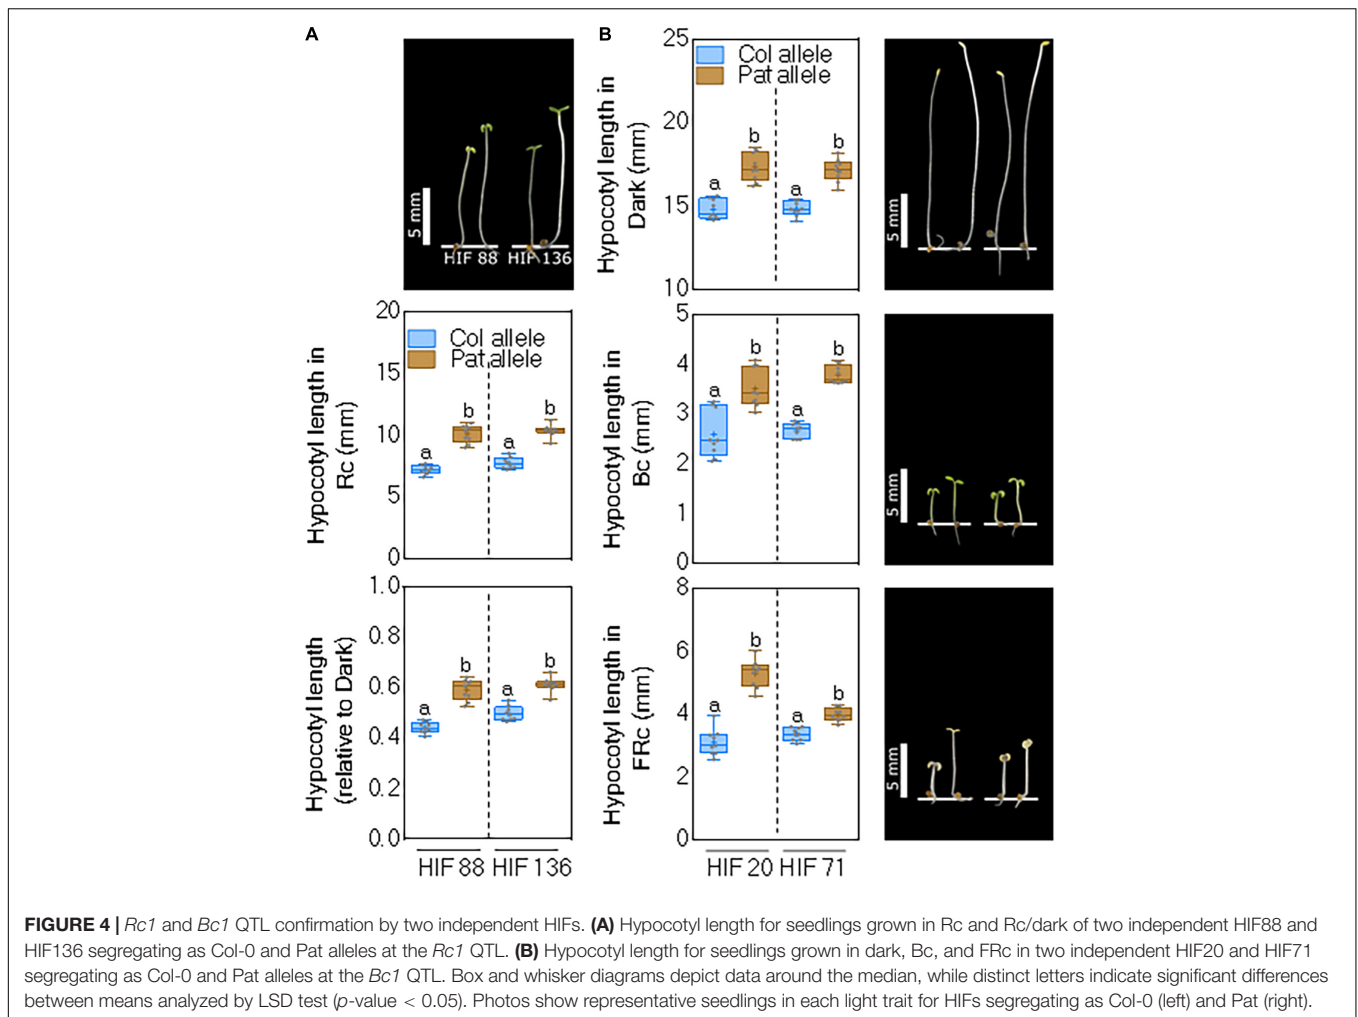 A
5 mm
HIF 88 HIF 136
Hypocotyl length in
Rc (mm)
20
15
10
5
0
Col allele
Pat allele
a
b
a
b
Hypocotyl length
(relative to Dark)
1.0
0.8
0.6
0.4
0.2
0.0
a
b
a
b
HIF 88 HIF 136
B
Hypocotyl length in
Dark (mm)
25
20
15
10
Col allele
Pat allele
a
b
a
b
5 mm
Hypocotyl length in
Bc (mm)
5
4
3
2
1
0
a
b
a
b
5 mm
Hypocotyl length in
FRc (mm)
8
6
4
2
0
a
b
a
b
HIF 20 HIF 71
5 mm
FIGURE 4 | Rc1 and Bc1 QTL confirmation by two independent HIFs. (A) Hypocotyl length for seedlings grown in Rc and Rc/dark of two independent HIF88 and
HIF136 segregating as Col-0 and Pat alleles at the Rc1 QTL. (B) Hypocotyl length for seedlings grown in dark, Bc, and FRc in two independent HIF20 and HIF71
segregating as Col-0 and Pat alleles at the Bc1 QTL. Box and whisker diagrams depict data around the median, while distinct letters indicate significant differences
between means analyzed by LSD test (p-value < 0.05). Photos show representative seedlings in each light trait for HIFs segregating as Col-0 (left) and Pat (right).